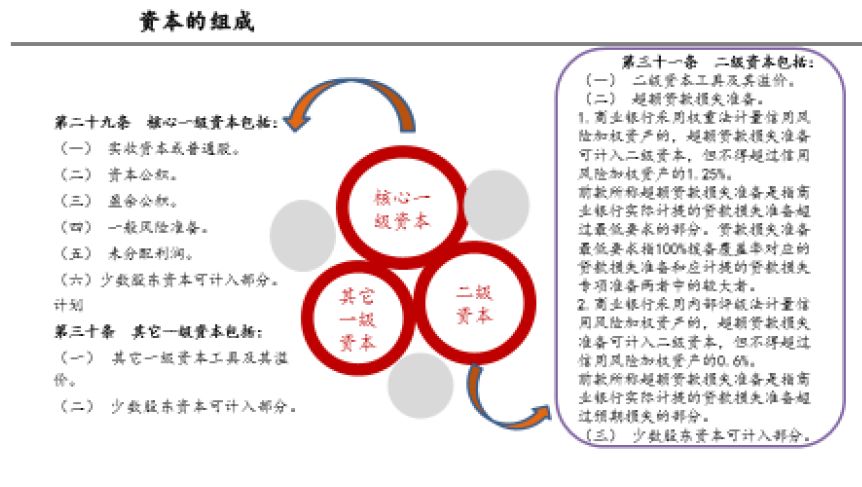 资本的组成
第二十九条 核心一级资本包括：
（一） 实收资本或普通股。
（二） 资本公积。
（三） 盈余公积。
（四） 一般风险准备。
（五） 未分配利润。
（六）少数股东资本可计入部分。
计划
第三十条 其它一级资本包括：
（一） 其它一级资本工具及其溢
价。
（二） 少数股东资本可计入部分。
核心一
级资本
其它
一级
资本
二级
资本
第三十一条 二级资本包括：
（一） 二级资本工具及其溢价。
（二） 超额贷款损失准备。
1.商业银行采用权重法计量信用风
险加权资产的，超额贷款损失准备
可计入二级资本，但不得超过信用
风险加权资产的1.25%。
前款所称超额贷款损失准备是指商
业银行实际计提的贷款损失准备超
过最低要求的部分。贷款损失准备
最低要求指100%拨备覆盖率对应的
贷款损失准备和应计提的贷款损失
专项准备两者中的较大者。
2.商业银行采用内部评级法计量信
用风险加权资产的，超额贷款损失
准备可计入二级资本，但不得超过
信用风险加权资产的0.6%。
前款所称超额贷款损失准备是指商
业银行实际计提的贷款损失准备超
过预期损失的部分。
（三） 少数股东资本可计入部分。